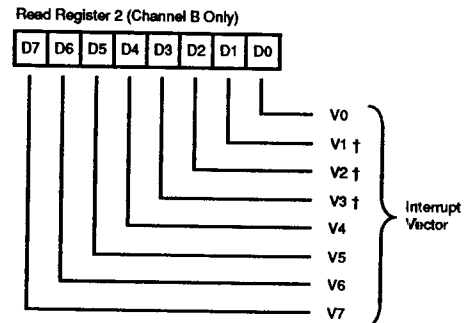 Read Register 2 (Channel B Only)
D7 D6 D5 D4 D3 D2 D1 D0
V0
V1 †
V2 †
V3 †
V4
V5
V6
V7
Interrupt
Vector